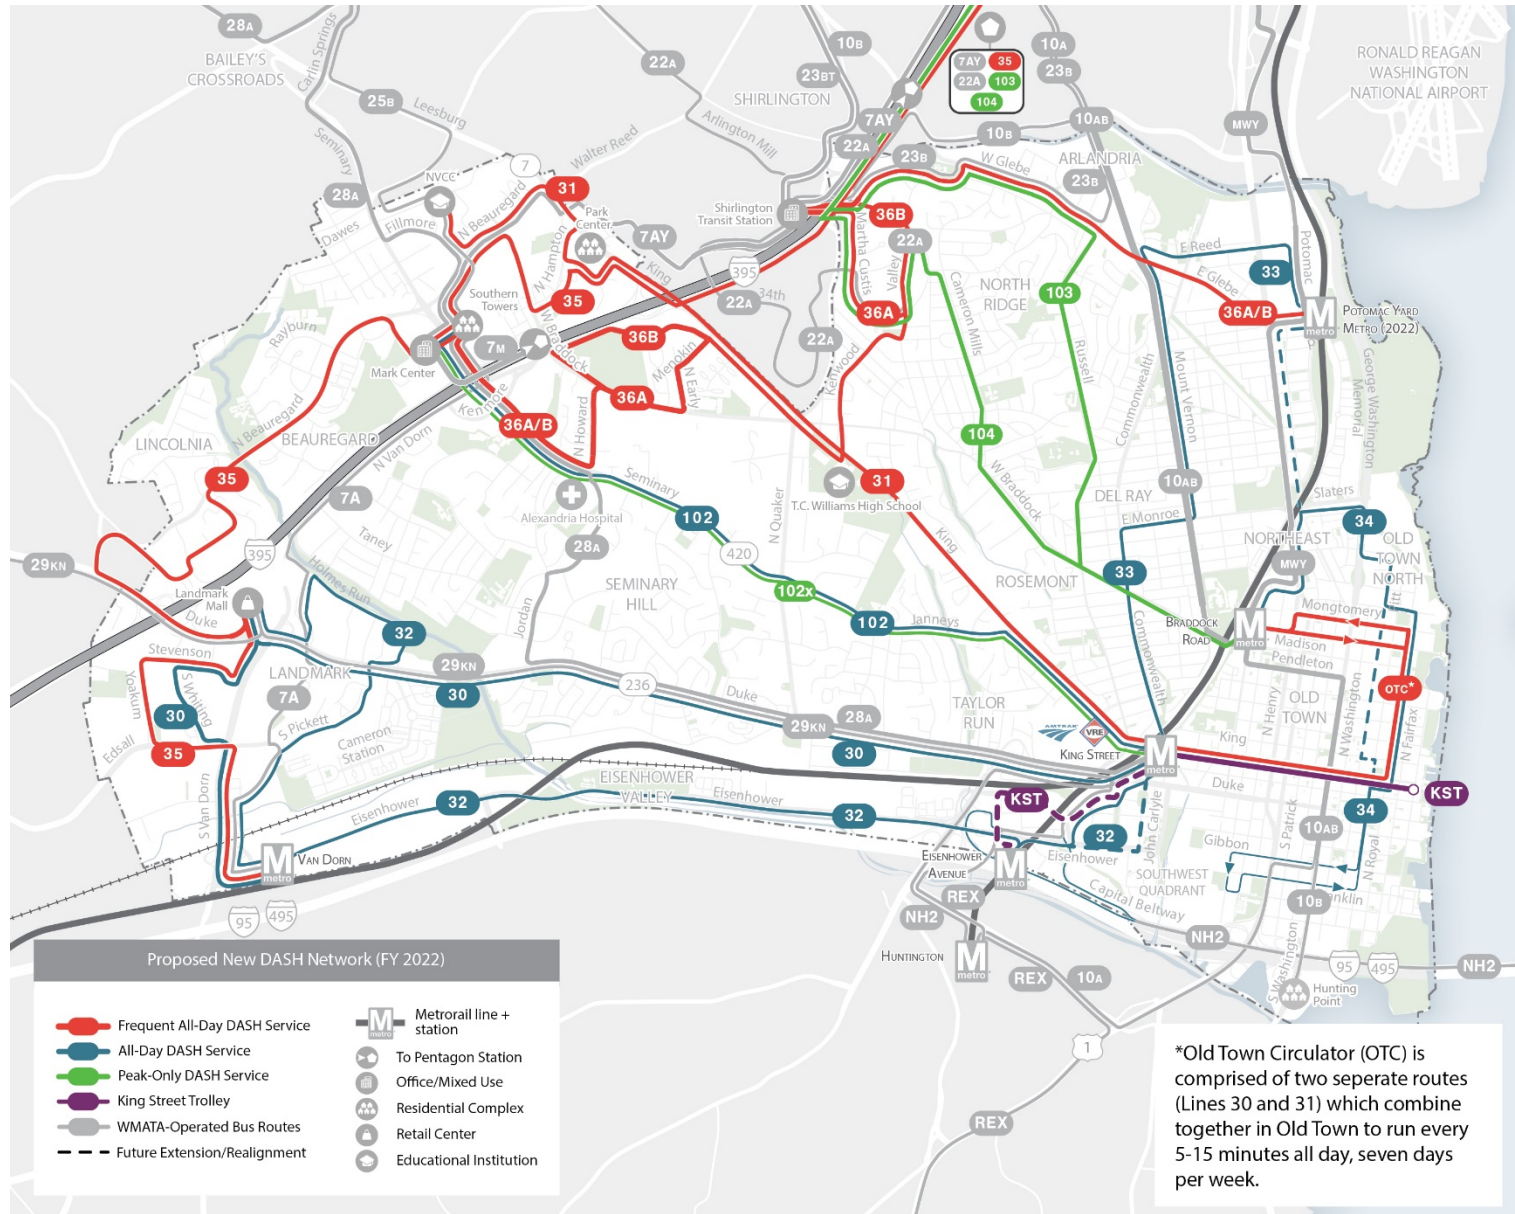 28A
BAILEY'S
CROSSROADS
Carlin Springs
25B
Leesburg
Seminary
28A
22A
10B
23BT
SHIRLINGTON
Arlington Mill
7AY
22A
7AY
35
22A
103
104
10A
23B
10AB
10B
MWY
RONALD REAGAN
WASHINGTON
NATIONAL AIRPORT
NVCC
7
Walter Reed
N Beauregard
31
Park
Center
Fillmore
Dawes
7AY
Shirlington
Transit Station
36B
23B
W Glebe
ARLANDRIA
23B
22A
Martha Custis
Valley
E Reed
Potomac
33
E Glebe
36A/B
POTOMAC YARD
METRO (2022)
M
metro
N Hampton
King
395
Southern
Towers
35
22A
34th
36A
NORTH
RIDGE
103
Cameron Mills
Russell
Rayburn
Mark Center
7M
W Braddock
36B
Menokin
N Early
22A
Kenwood
Commonwealth
Mount Vernon
George Washington
Memorial
LINCOLNIA
N Beauregard
BEAUREGARD
Kenmore
36A
36A/B
N Howard
104
N Van Dorn
35
7A
Seminary
31
T.C. Williams High School
W Braddock
DEL RAY
10AB
Slaters
Alexandria Hospital
102
N Quaker
E Monroe
34
OLD
TOWN
NORTH
NORTHEAST
29KN
395
Taney
28A
420
King
MWY
Landmark
Mall
Holmes Run
SEMINARY
HILL
102x
ROSEMONT
33
Duke
Jordan
102
Janneys
Mongtomery
BRADDOCK
ROAD
M
metro
Madison
Pendleton
32
Stevenson
LANDMARK
29KN
30
236
Duke
Commonwealth
OTC*
Yoakum
S Whiting
7A
30
TAYLOR
RUN
28A
29KN
30
AMTRAK
VRE
KING STREET
M
metro
N Henry
OLD
TOWN
N Washington
N Fairfax
King
S Pickett
Cameron
Station
Edsall
35
EISENHOWER
VALLEY
Duke
KST
KST
S Van Dorn
Eisenhower
32
Eisenhower
32
32
John Carlyle
S Patrick
34
10AB
Gibbon
N Royal
M
metro
VAN DORN
EISENHOWER
AVENUE
M
metro
Eisenhower
SOUTHWEST
QUADRANT
Capital Beltway
REX
10B
95
495
NH2
NH2
S Washington
HUNTINGTON
M
metro
REX
10A
95
495
NH2
Hunting
Point
1
REX
Proposed New DASH Network (FY 2022)
Frequent All-Day DASH Service
All-Day DASH Service
Peak-Only DASH Service
King Street Trolley
WMATA-Operated Bus Routes
Future Extension/Realignment
M
metro
Metrorail line +
station
To Pentagon Station
Office/Mixed Use
Residential Complex
Retail Center
Educational Institution
*Old Town Circulator (OTC) is
comprised of two seperate routes
(Lines 30 and 31) which combine
together in Old Town to run every
5-15 minutes all day, seven days
per week.